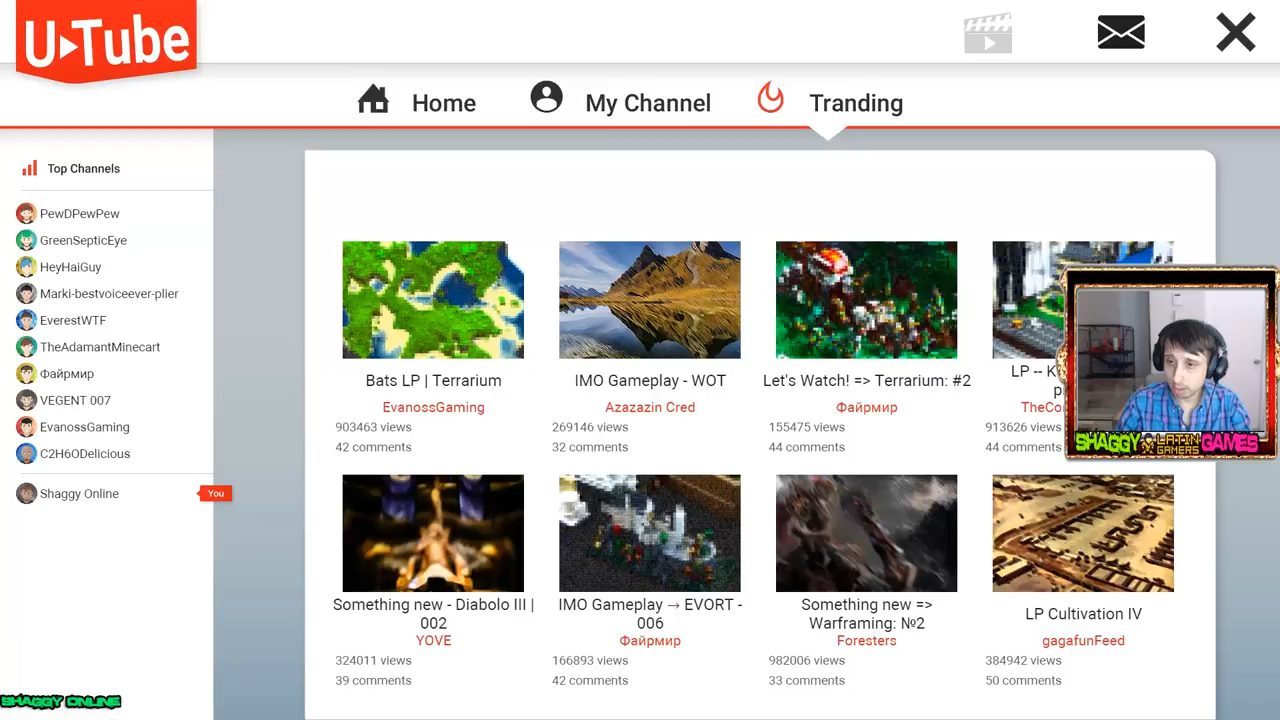 U Tube
Home
My Channel
Tranding
Top Channels
PewDPewPew
GreenSepticEye
HeyHaiGuy
Marki-bestvoiceever-plier
EverestWTF
TheAdamantMinecart
Файрмир
VEGENT 007
EvanossGaming
C2H6ODelicious
Shaggy Online
You
Bats LP | Terrarium
EvanossGaming
903463 views
42 comments
IMO Gameplay - WOT
Azazazin Cred
269146 views
32 comments
Let's Watch! => Terrarium: #2
Файрмир
155475 views
44 comments
LP -- K
p
TheCo
913626 views
44 comments
Something new - Diabolo III |
002
YOVE
324011 views
39 comments
IMO Gameplay → EVORT -
006
Файрмир
166893 views
42 comments
Something new =>
Warframing: №2
Foresters
982006 views
33 comments
LP Cultivation IV
gagafunFeed
384942 views
50 comments
SHAGGY LATIN GAMERS GAMES
SHAGGY ONLINE